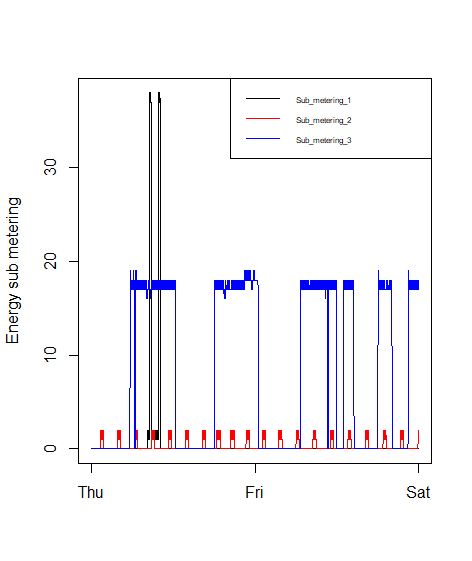 Sub_metering_1
Sub_metering_2
Sub_metering_3
Energy sub metering
30
20
10
0
Thu Fri Sat